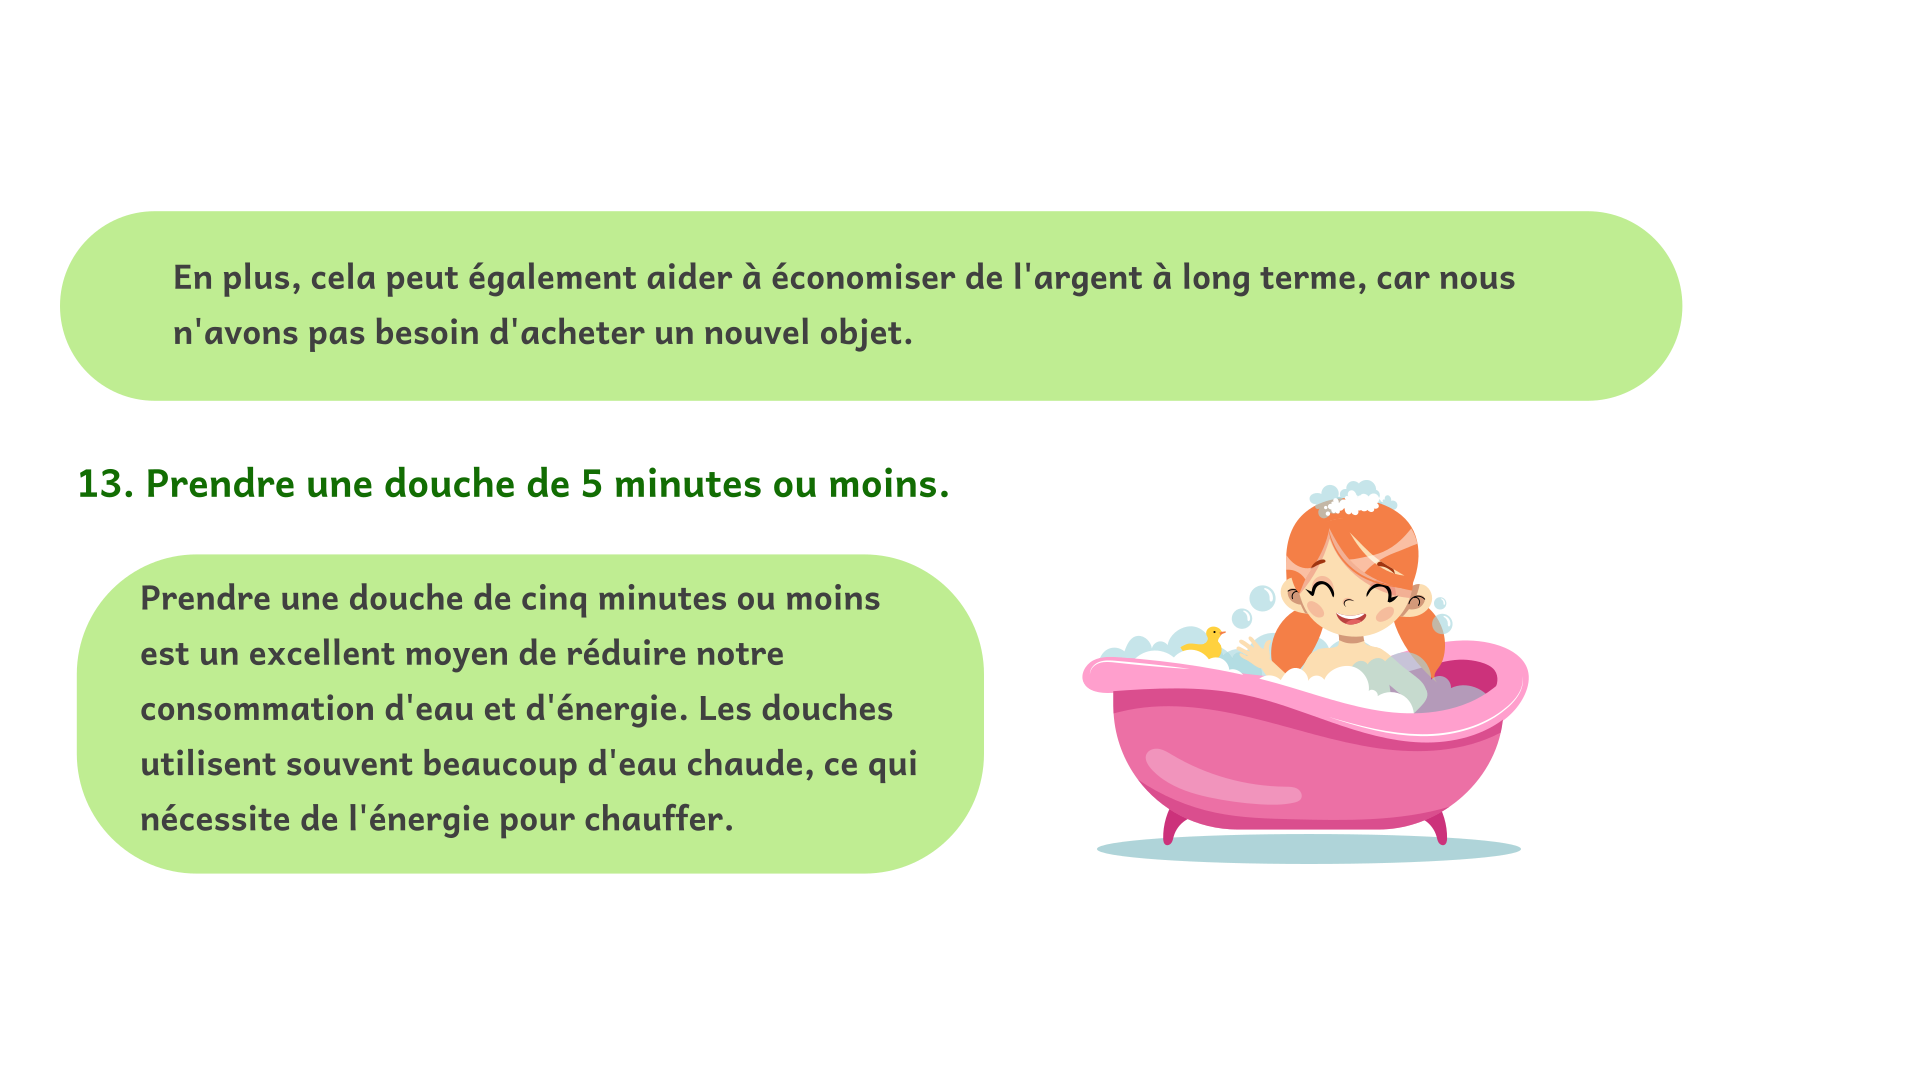 En plus, cela peut également aider à économiser de l'argent à long terme, car nous
n'avons pas besoin d'acheter un nouvel objet.
13. Prendre une douche de 5 minutes ou moins.
Prendre une douche de cinq minutes ou moins
est un excellent moyen de réduire notre
consommation d'eau et d'énergie. Les douches
utilisent souvent beaucoup d'eau chaude, ce qui
nécessite de l'énergie pour chauffer.